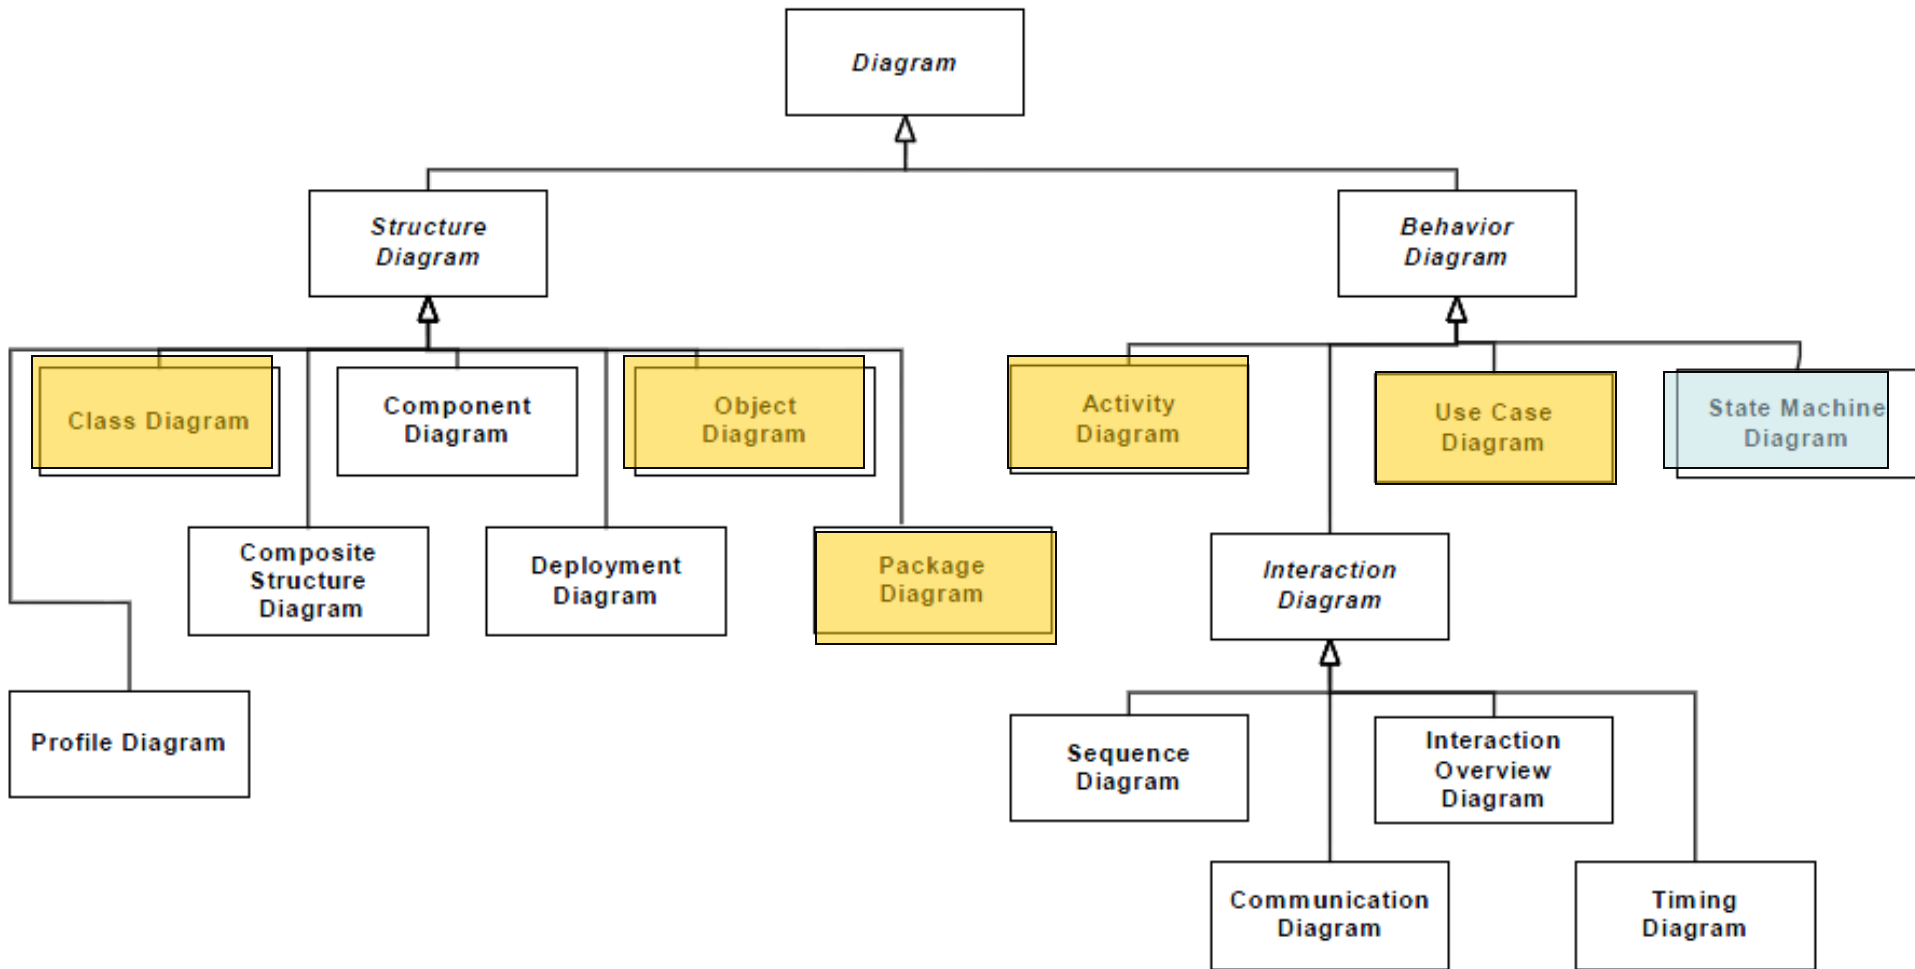 Diagram
Structure
Diagram
Behavior
Diagram
Class Diagram
Component
Diagram
Object
Diagram
Activity
Diagram
Use Case
Diagram
State Machine
Diagram
Composite
Structure
Diagram
Deployment
Diagram
Package
Diagram
Interaction
Diagram
Profile Diagram
Sequence
Diagram
Interaction
Overview
Diagram
Communication
Diagram
Timing
Diagram